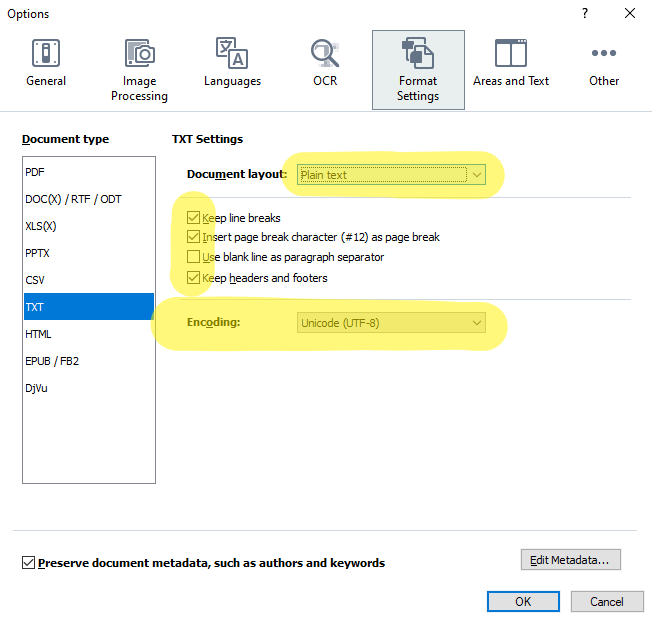 Options
?
General
Image
Processing
Languages
OCR
Format
Settings
Areas and Text
Other
Document type
PDF
DOC(X) / RTF / ODT
XLS(X)
PPTX
CSV
TXT
HTML
EPUB / FB2
DjVu
TXT Settings
Document layout: Plain text
Keep line breaks
Insert page break character (#12) as page break
Use blank line as paragraph separator
Keep headers and footers
Encoding: Unicode (UTF-8)
Preserve document metadata, such as authors and keywords
Edit Metadata...
OK
Cancel